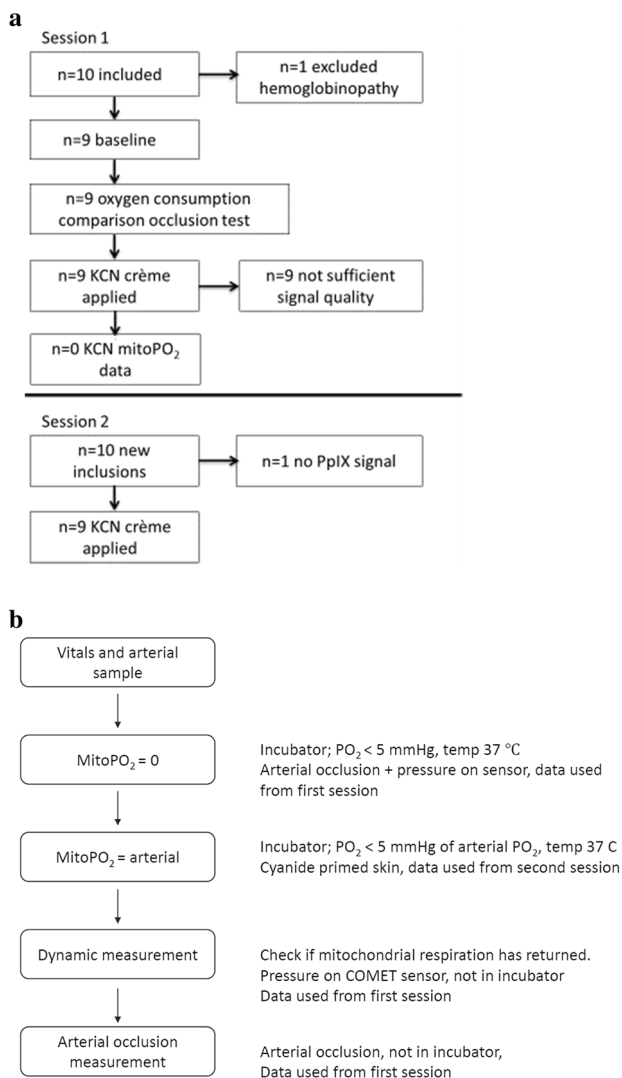 a
Session 1
n=10 included
n=1 excluded
hemoglobinopathy
n=9 baseline
n=9 oxygen consumption
comparison occlusion test
n=9 KCN crème
applied
n=9 not sufficient
signal quality
n=0 KCN mitoPO₂
data
Session 2
n=10 new
inclusions
n=1 no PpIX signal
n=9 KCN crème
applied
b
Vitals and arterial
sample
MitoPO₂ = 0
Incubator; PO₂ < 5 mmHg, temp 37 °C
Arterial occlusion + pressure on sensor, data used
from first session
MitoPO₂ = arterial
Incubator; PO₂ < 5 mmHg of arterial PO₂, temp 37 C
Cyanide primed skin, data used from second session
Dynamic measurement
Check if mitochondrial respiration has returned.
Pressure on COMET sensor, not in incubator
Data used from first session
Arterial occlusion
measurement
Arterial occlusion, not in incubator,
Data used from first session